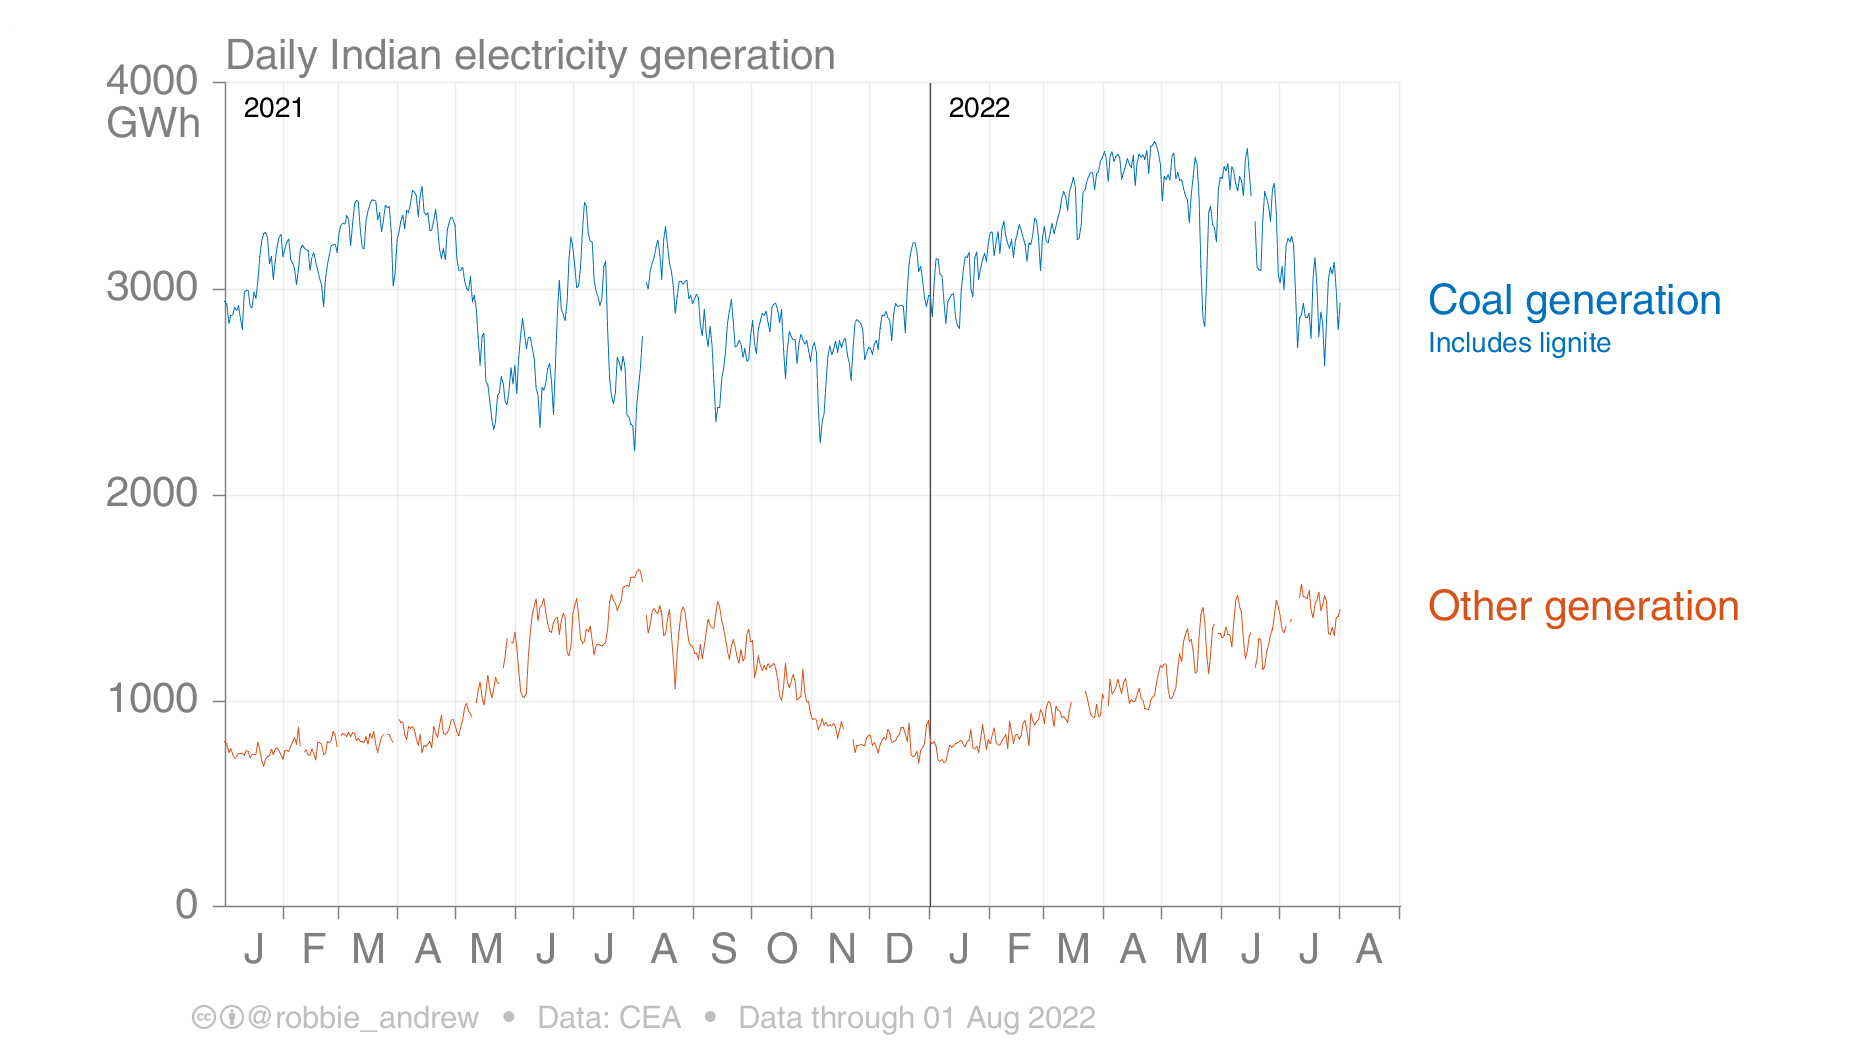 Daily Indian electricity generation
4000
GWh
2021
2022
3000
Coal generation
Includes lignite
2000
Other generation
1000
0
J F M A M J J A S O N D J F M A M J J A
@robbie_andrew • Data: CEA • Data through 01 Aug 2022